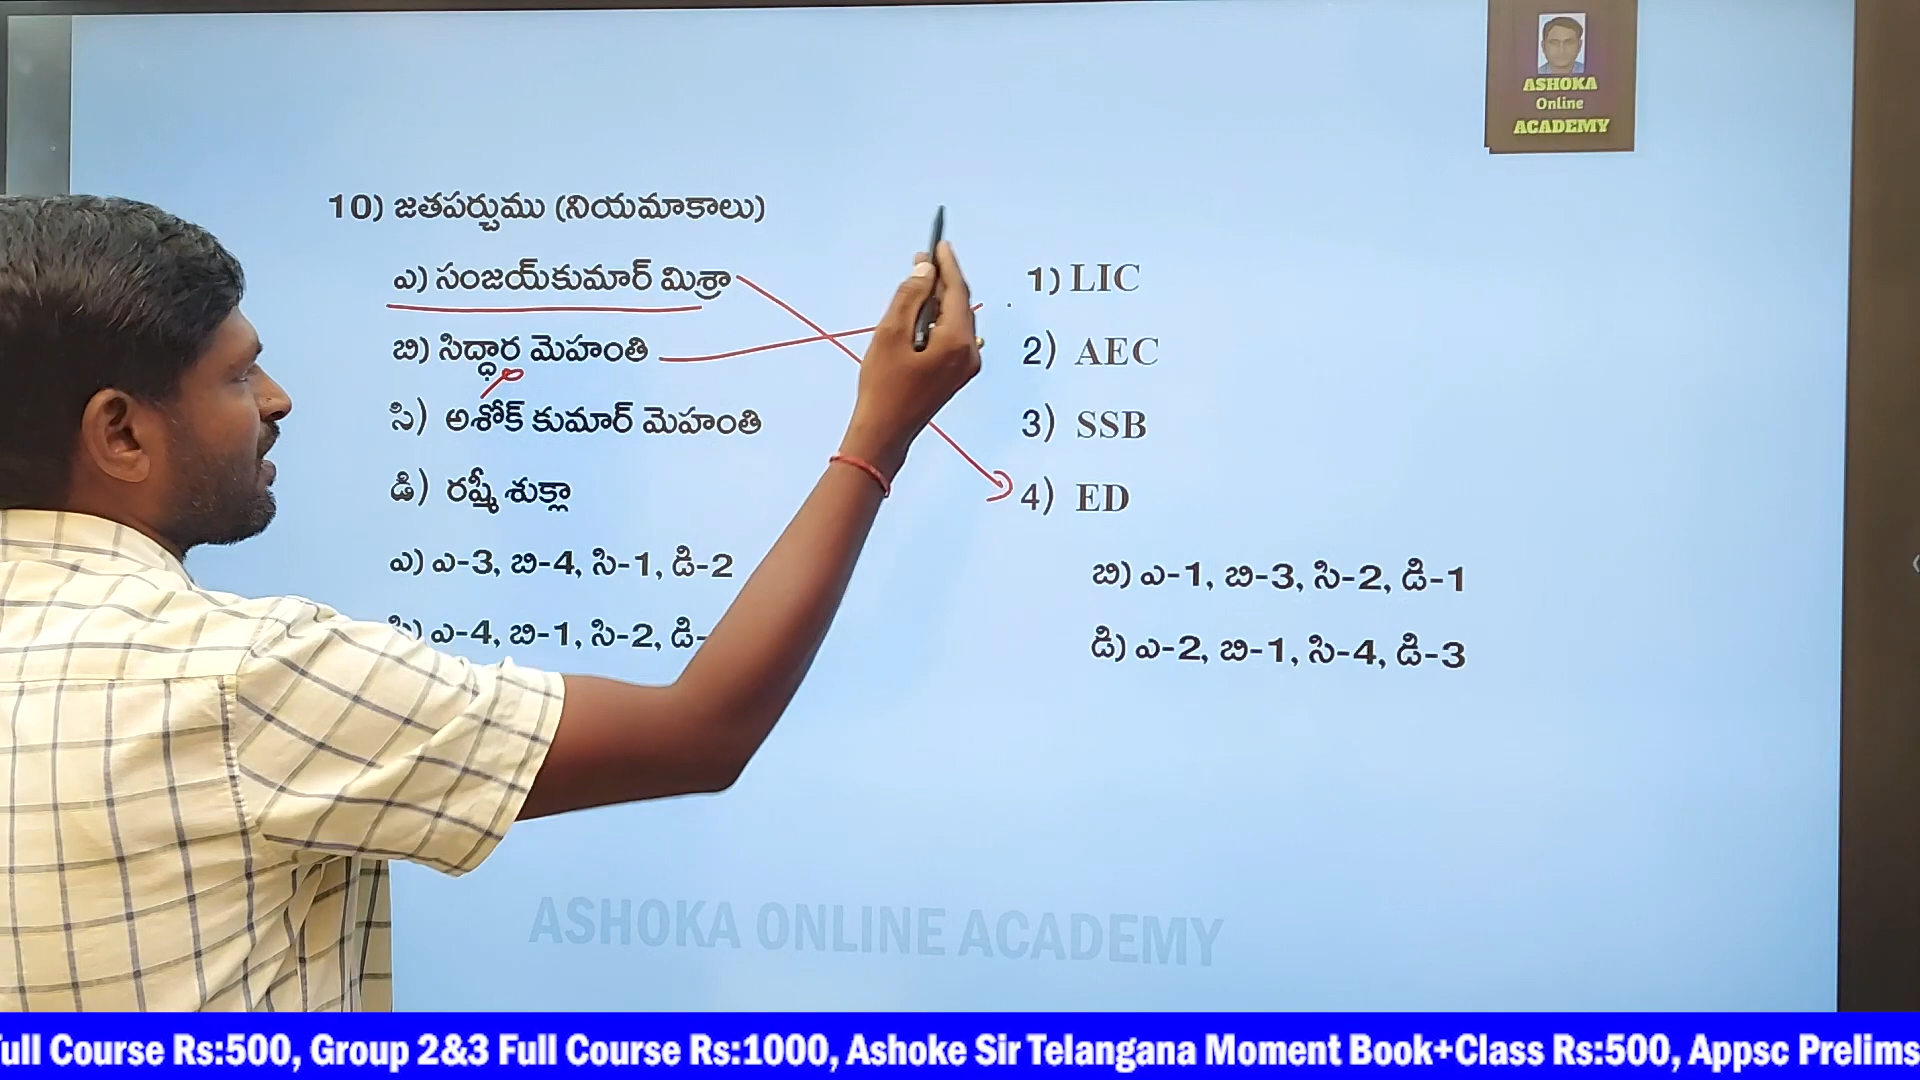 ASHOKA
Online
ACADEMY
10) జతపర్చుము (నియమాకాలు)
ఎ) సంజయ్‌కుమార్ మిశ్రా
1) LIC
బి) సిద్ధార్ధ మెహంతి
2) AEC
సి) అశోక్ కుమార్ మెహంతి
3) SSB
డి) రష్మీ శుక్లా
4) ED
ఎ) ఎ-3, బి-4, సి-1, డి-2
బి) ఎ-1, బి-3, సి-2, డి-1
ఎ-4, బి-1, సి-2, డి-
డి) ఎ-2, బి-1, సి-4, డి-3
ASHOKA ONLINE ACADEMY
Course Rs:500, Group 2&3 Full Course Rs:1000, Ashoke Sir Telangana Moment Book+Class Rs:500, Appsc Prelims